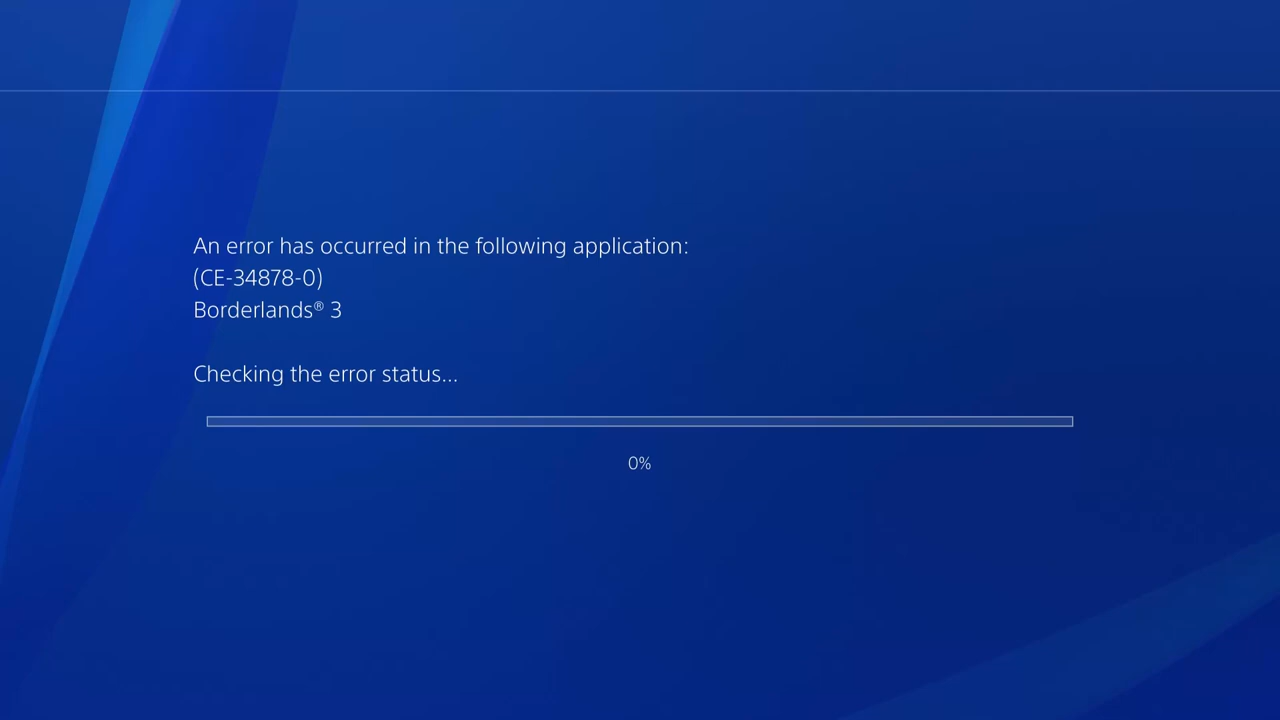 An error has occurred in the following application:
(CE-34878-0)
Borderlands® 3
Checking the error status...
0%